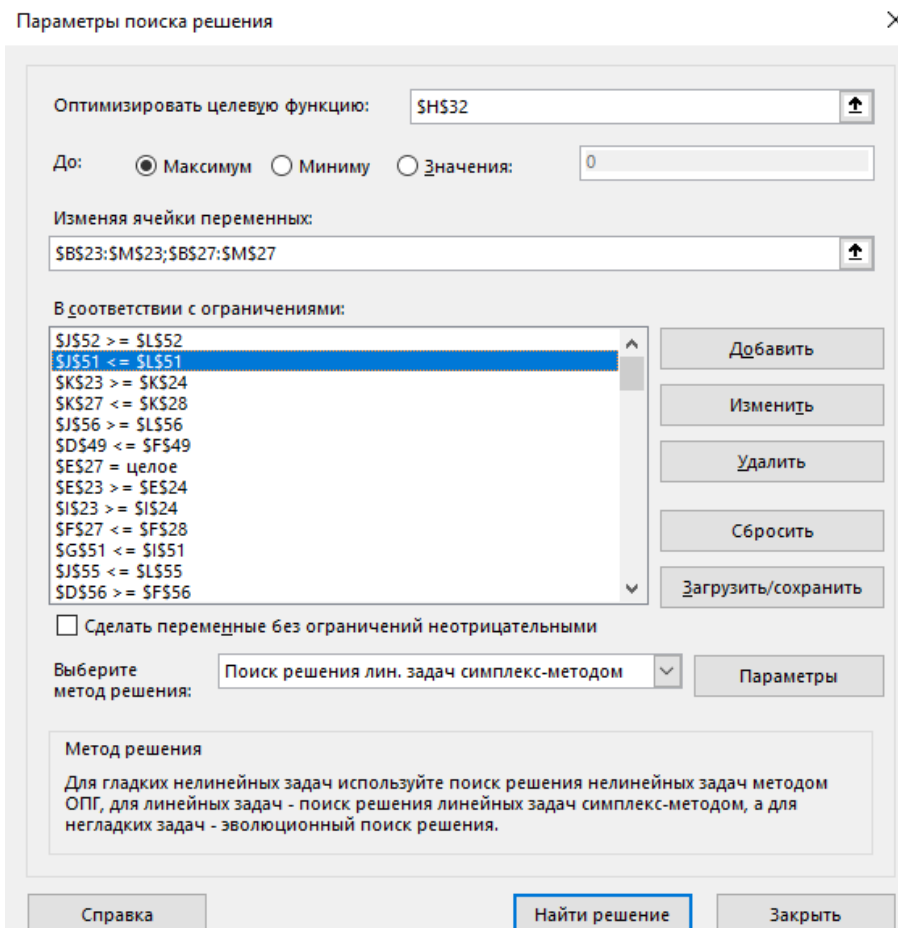 Параметры поиска решения
Оптимизировать целевую функцию:
$H$32
До:
Максимум
Миниму
Значения:
0
Изменяя ячейки переменных:
$B$23:$M$23;$B$27:$M$27
В соответствии с ограничениями:
$J$52 >= $L$52
$J$51 <= $L$51
$K$23 >= $K$24
$K$27 <= $K$28
$J$56 >= $L$56
$D$49 <= $F$49
$E$27 = целое
$E$23 >= $E$24
$I$23 >= $I$24
$F$27 <= $F$28
$G$51 <= $I$51
$J$55 <= $L$55
$D$56 >= $F$56
Добавить
Изменить
Удалить
Сбросить
Загрузить/сохранить
Сделать переменные без ограничений неотрицательными
Выберите
метод решения:
Поиск решения лин. задач симплекс-методом
Параметры
Метод решения
Для гладких нелинейных задач используйте поиск решения нелинейных задач методом
ОПГ, для линейных задач - поиск решения линейных задач симплекс-методом, а для
негладких задач - эволюционный поиск решения.
Справка
Найти решение
Закрыть